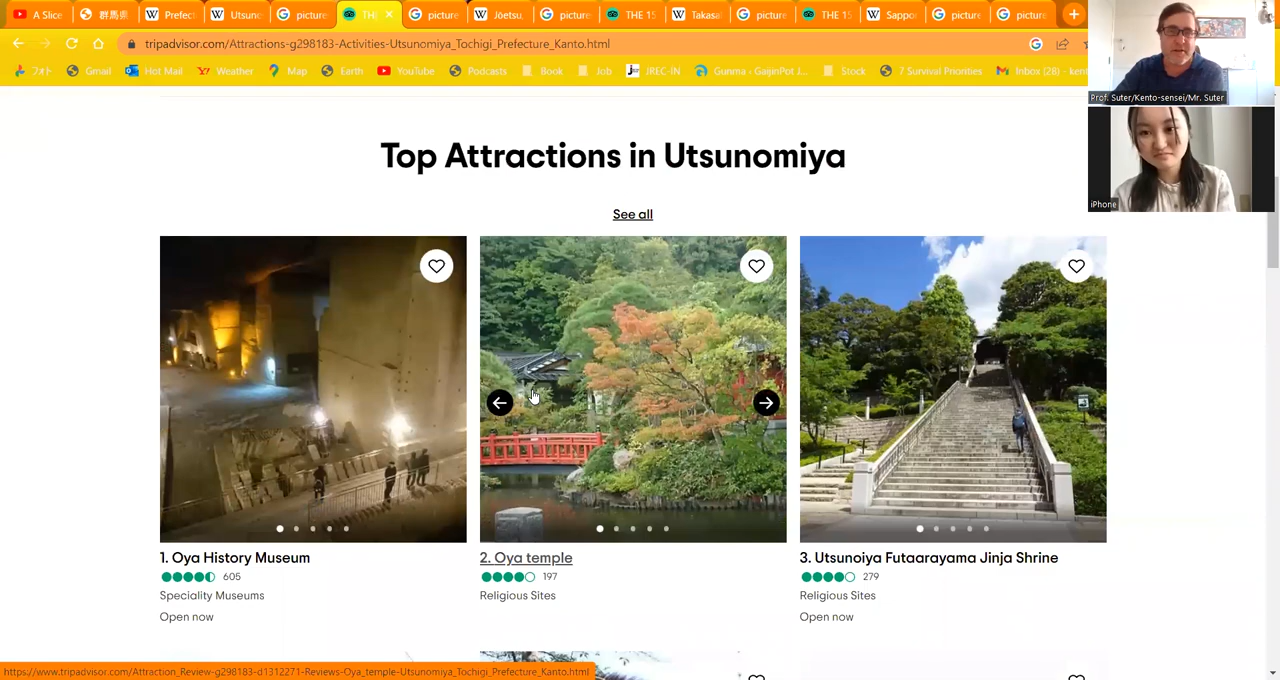 A Slice
群馬県
Prefect
Utsuno
picture
TH
picture
Jōetsu,
picture
THE 15
Takasa
picture
THE 15
Sappo
picture
picture
tripadvisor.com/Attractions-g298183-Activities-Utsunomiya_Tochigi_Prefecture_Kanto.html
フォト
Gmail
Hot Mail
Weather
Map
Earth
YouTube
Podcasts
Book
Job
JREC-IN
Gunma - GaijinPot J...
Stock
7 Survival Priorities
Inbox (28) - kent
Prof. Suter/Kento-sensei/Mr. Suter
iPhone
Top Attractions in Utsunomiya
See all
1. Oya History Museum
605
Speciality Museums
Open now
2. Oya temple
197
Religious Sites
3. Utsunoiya Futaarayama Jinja Shrine
279
Religious Sites
Open now
https://www.tripadvisor.com/Attraction_Review-g298183-d1312271-Reviews-Oya_temple-Utsunomiya_Tochigi_Prefecture_Kanto.html